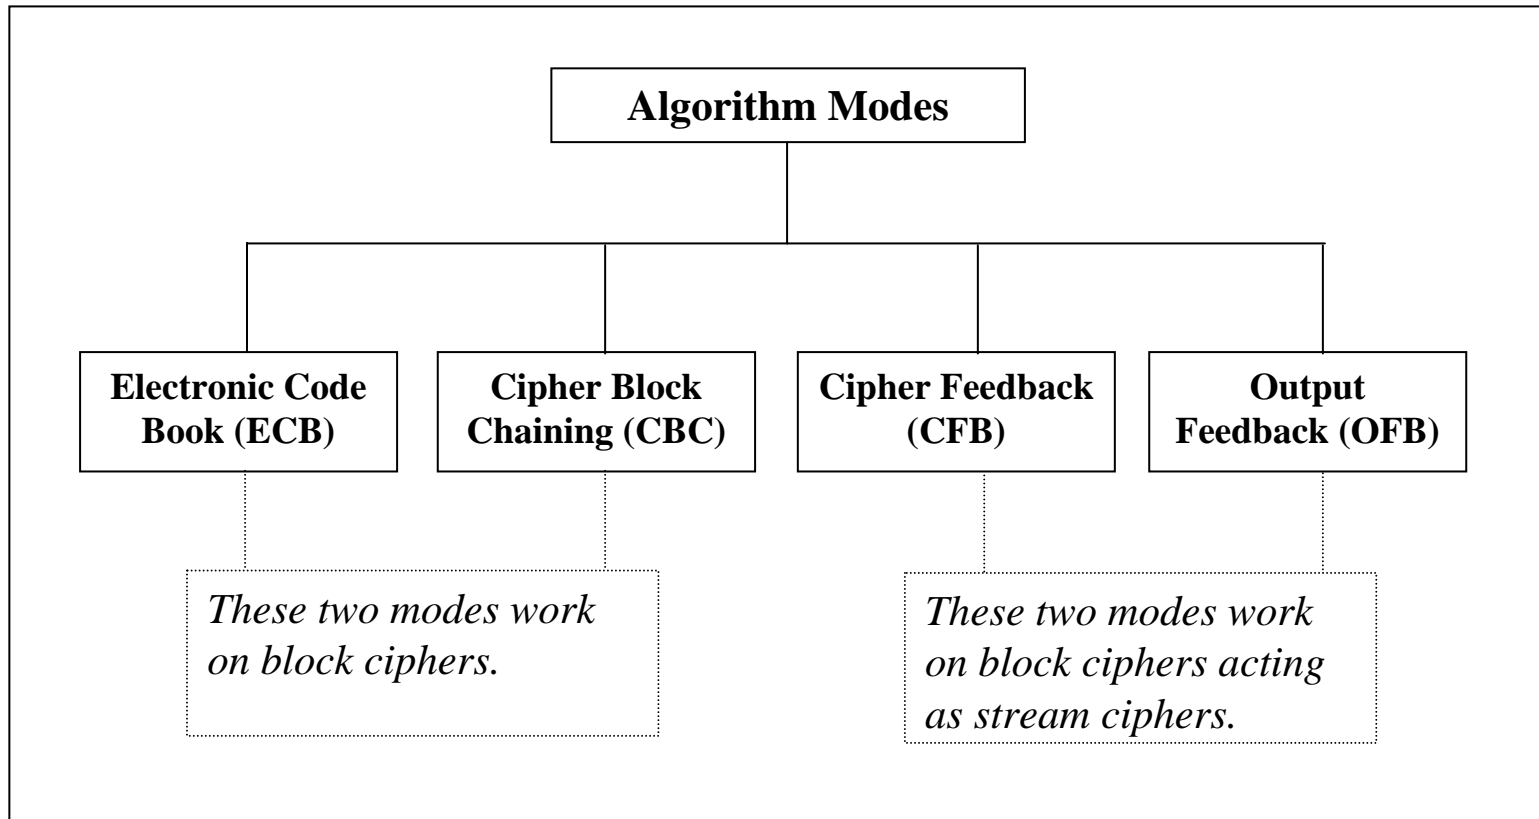 Algorithm Modes
Electronic Code
Book (ECB)
Cipher Block
Chaining (CBC)
Cipher Feedback
(CFB)
Output
Feedback (OFB)
These two modes work
on block ciphers.
These two modes work
on block ciphers acting
as stream ciphers.